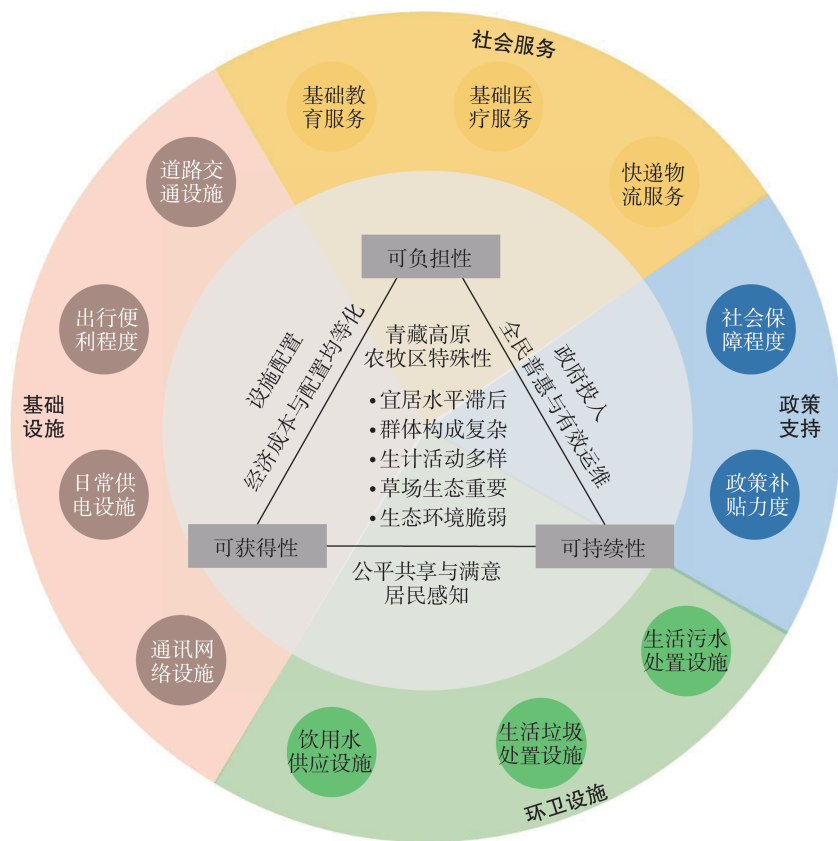 社会服务
基础教
育服务
基础医
疗服务
快递物
流服务
道路交
通设施
出行便
利程度
基础
设施
日常供
电设施
通讯网
络设施
社会保
障程度
政策
支持
政策补
贴力度
生活污水
处置设施
生活垃圾
处置设施
饮用水
供应设施
环卫设施
可负担性
设施配置
经济成本与配置均等化
青藏高原
农牧区特殊性
•宜居水平滞后
•群体构成复杂
•生计活动多样
•草场生态重要
•生态环境脆弱
政府投入
全民普惠与有效运维
可获得性
可持续性
公平共享与满意
居民感知